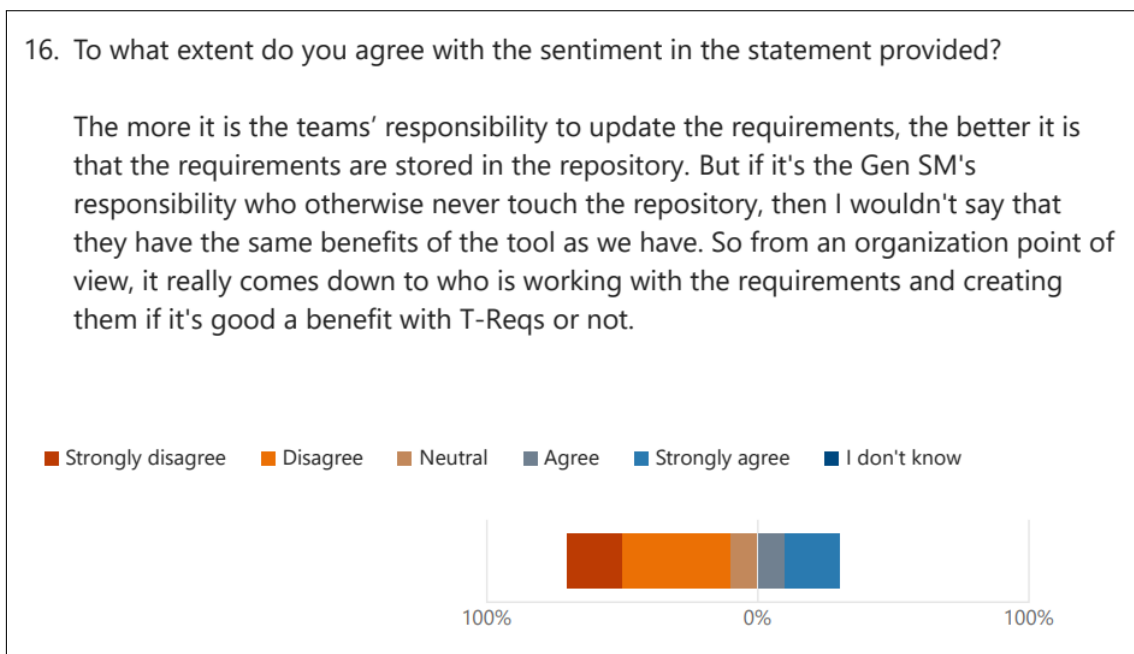 16. To what extent do you agree with the sentiment in the statement provided?
The more it is the teams' responsibility to update the requirements, the better it is
that the requirements are stored in the repository. But if it's the Gen SM's
responsibility who otherwise never touch the repository, then I wouldn't say that
they have the same benefits of the tool as we have. So from an organization point of
view, it really comes down to who is working with the requirements and creating
them if it's good a benefit with T-Reqs or not.
Strongly disagree Disagree Neutral Agree Strongly agree I don't know
100% 0% 100%